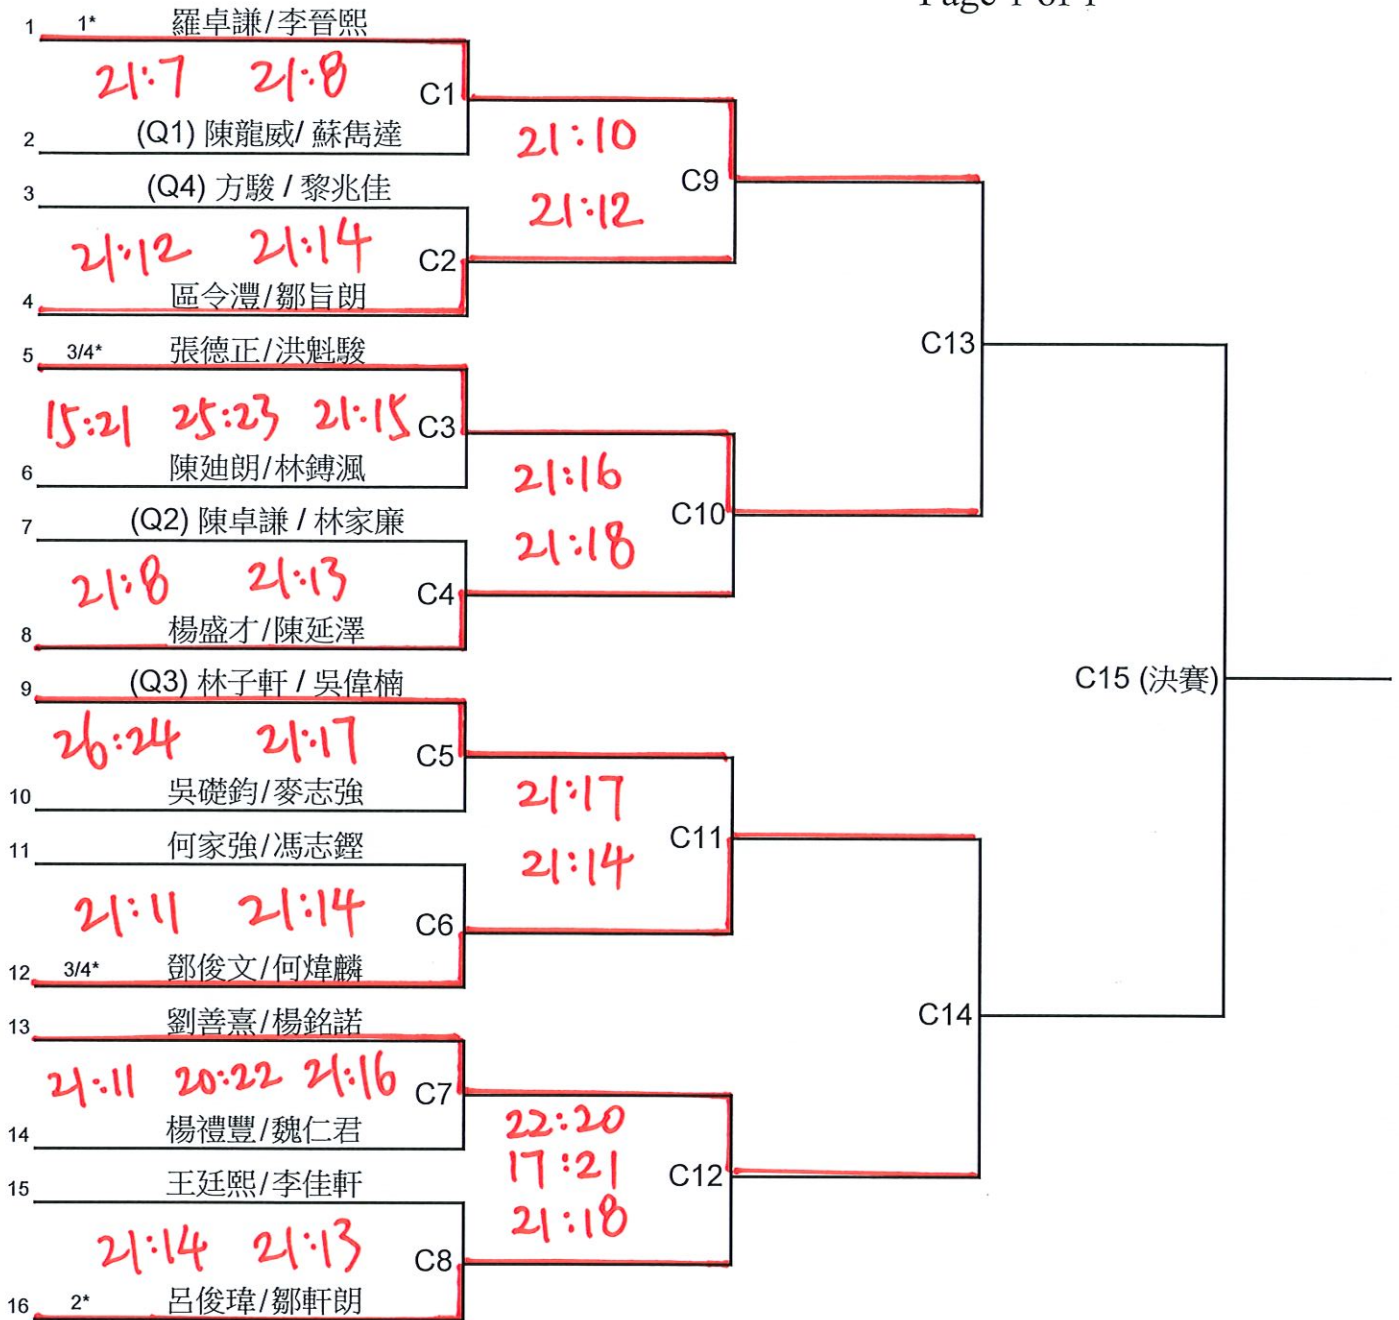 Page 1 of 1
1 1* 羅卓謙/李晉熙
21:7 21:8 C1
2 (Q1) 陳龍威/ 蘇雋達
21:10
21:12
C9
3 (Q4) 方駿 / 黎兆佳
21:12 21:14 C2
4 區令灃/鄒旨朗
C13
5 3/4* 張德正/洪魁駿
15:21 25:23 21:15 C3
6 陳廸朗/林鎛渢
21:16
21:18
C10
7 (Q2) 陳卓謙 / 林家廉
21:8 21:13 C4
8 楊盛才/陳延澤
C15 (決賽)
9 (Q3) 林子軒 / 吳偉楠
26:24 21:17 C5
10 吳礎鈞/麥志強
21:17
21:14
C11
11 何家強/馮志鏗
21:11 21:14 C6
12 3/4* 鄧俊文/何煒麟
C14
13 劉善熹/楊銘諾
21:11 20:22 21:16 C7
14 楊禮豐/魏仁君
22:20
17:21
21:18
C12
15 王廷熙/李佳軒
21:14 21:13 C8
16 2* 呂俊瑋/鄒軒朗